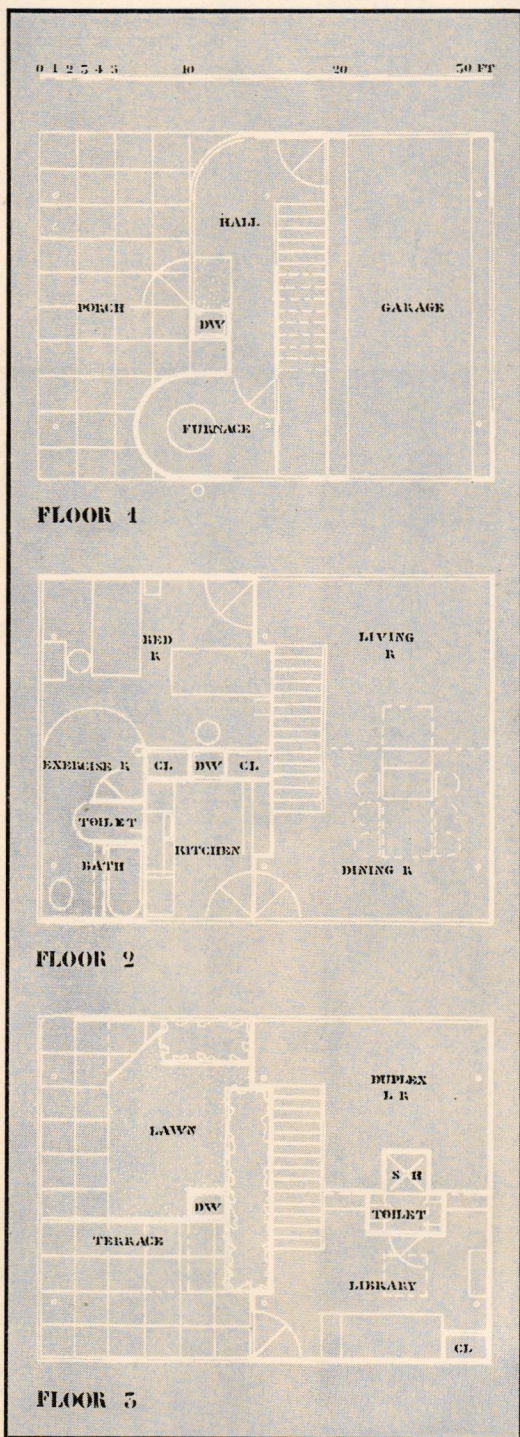 0 1 2 3 4 5 10 20 30 FT
HALL
PORCH
GARAGE
DW
FURNACE
FLOOR 1
BED
R
LIVING
R
EXERCISE R
CL
DW
CL
TOILET
KITCHEN
BATH
DINING R
FLOOR 2
DUPLEX
L R
LAWN
S H
DW
TOILET
TERRACE
LIBRARY
CL
FLOOR 3